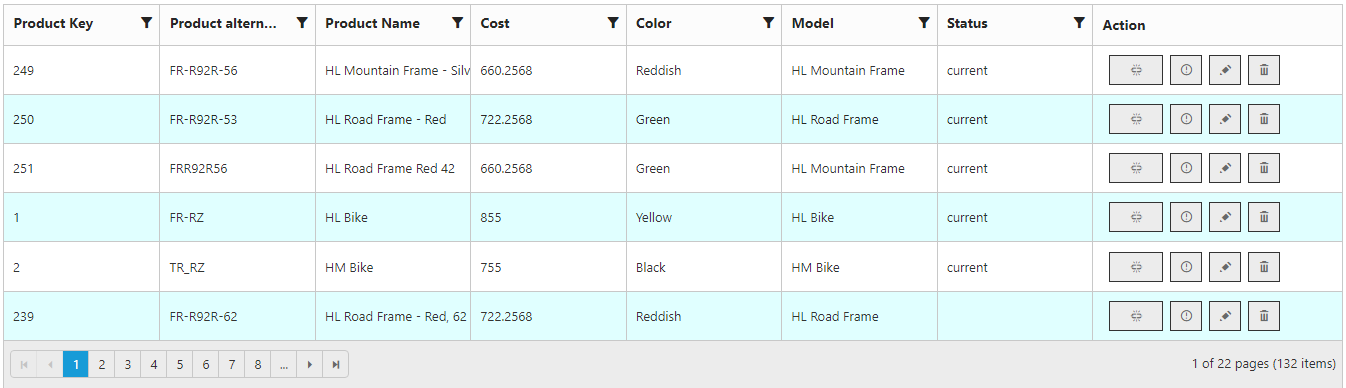 Product Key Product altern... Product Name Cost Color Model Status Action
249 FR-R92R-56 HL Mountain Frame - Silv 660.2568 Reddish HL Mountain Frame current
250 FR-R92R-53 HL Road Frame - Red 722.2568 Green HL Road Frame current
251 FRR92R56 HL Road Frame Red 42 660.2568 Green HL Mountain Frame current
1 FR-RZ HL Bike 855 Yellow HL Bike current
2 TR_RZ HM Bike 755 Black HM Bike current
239 FR-R92R-62 HL Road Frame - Red, 62 722.2568 Reddish HL Road Frame
1 2 3 4 5 6 7 8 ... 1 of 22 pages (132 items)